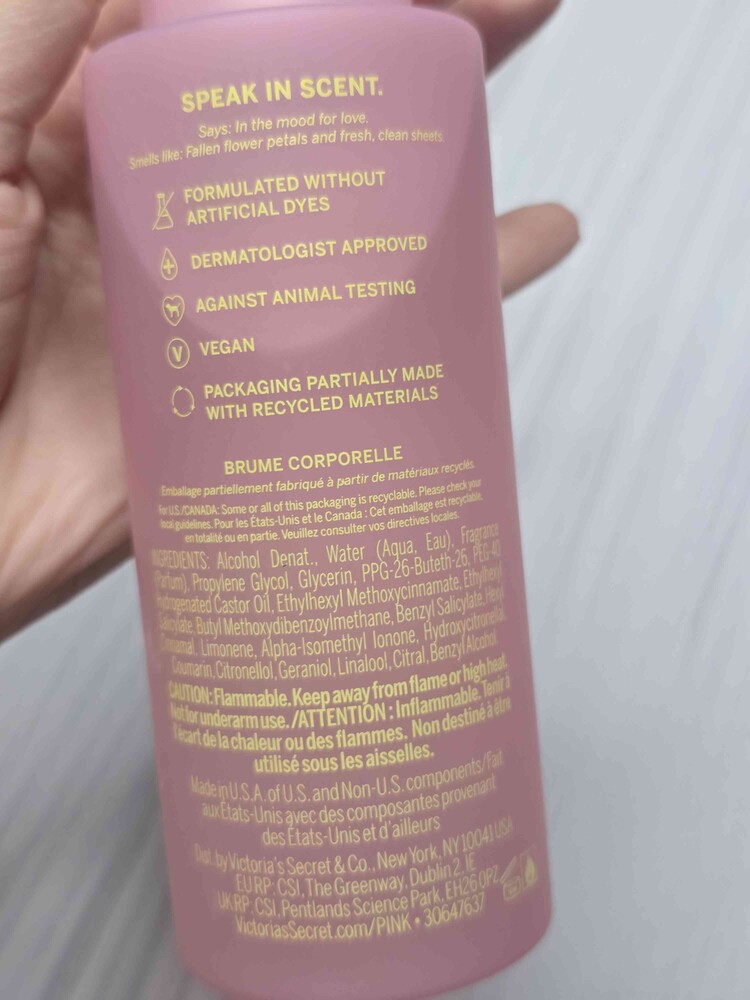 SPEAK IN SCENT.
Says: In the mood for love.
Smells like: Fallen flower petals and fresh, clean sheets.
FORMULATED WITHOUT
ARTIFICIAL DYES
DERMATOLOGIST APPROVED
AGAINST ANIMAL TESTING
V VEGAN
PACKAGING PARTIALLY MADE
WITH RECYCLED MATERIALS
BRUME CORPORELLE
Emballage partiellement fabriqué à partir de matériaux recyclés.
For U.S./CANADA: Some or all of this packaging is recyclable. Please check your
local guidelines. Pour les États-Unis et le Canada : Cet emballage est recyclable,
en totalité ou en partie. Veuillez consulter vos directives locales.
INGREDIENTS: Alcohol Denat., Water (Aqua, Eau), Fragrance
(Parfum), Propylene Glycol, Glycerin, PPG-26-Buteth-26, PEG-40
Hydrogenated Castor Oil, Ethylhexyl Methoxycinnamate, Ethylhexyl
Salicylate, Butyl Methoxydibenzoylmethane, Benzyl Salicylate, Hexyl
Cinnamal, Limonene, Alpha-Isomethyl Ionone, Hydroxycitronellal,
Coumarin, Citronellol, Geraniol, Linalool, Citral, Benzyl Alcohol.
CAUTION: Flammable. Keep away from flame or high heat.
Not for underarm use. /ATTENTION : Inflammable. Tenir à
l'écart de la chaleur ou des flammes. Non destiné à être
utilisé sous les aisselles.
Made in U.S.A. of U.S. and Non-U.S. components/Fait
aux États-Unis avec des composantes provenant
des États-Unis et d'ailleurs
Dist. by Victoria's Secret & Co., New York, NY 10041 USA
EU RP: CSI, The Greenway, Dublin 2, IE
UK RP: CSI, Pentlands Science Park, EH26 0PZ
VictoriasSecret.com/PINK • 30647637